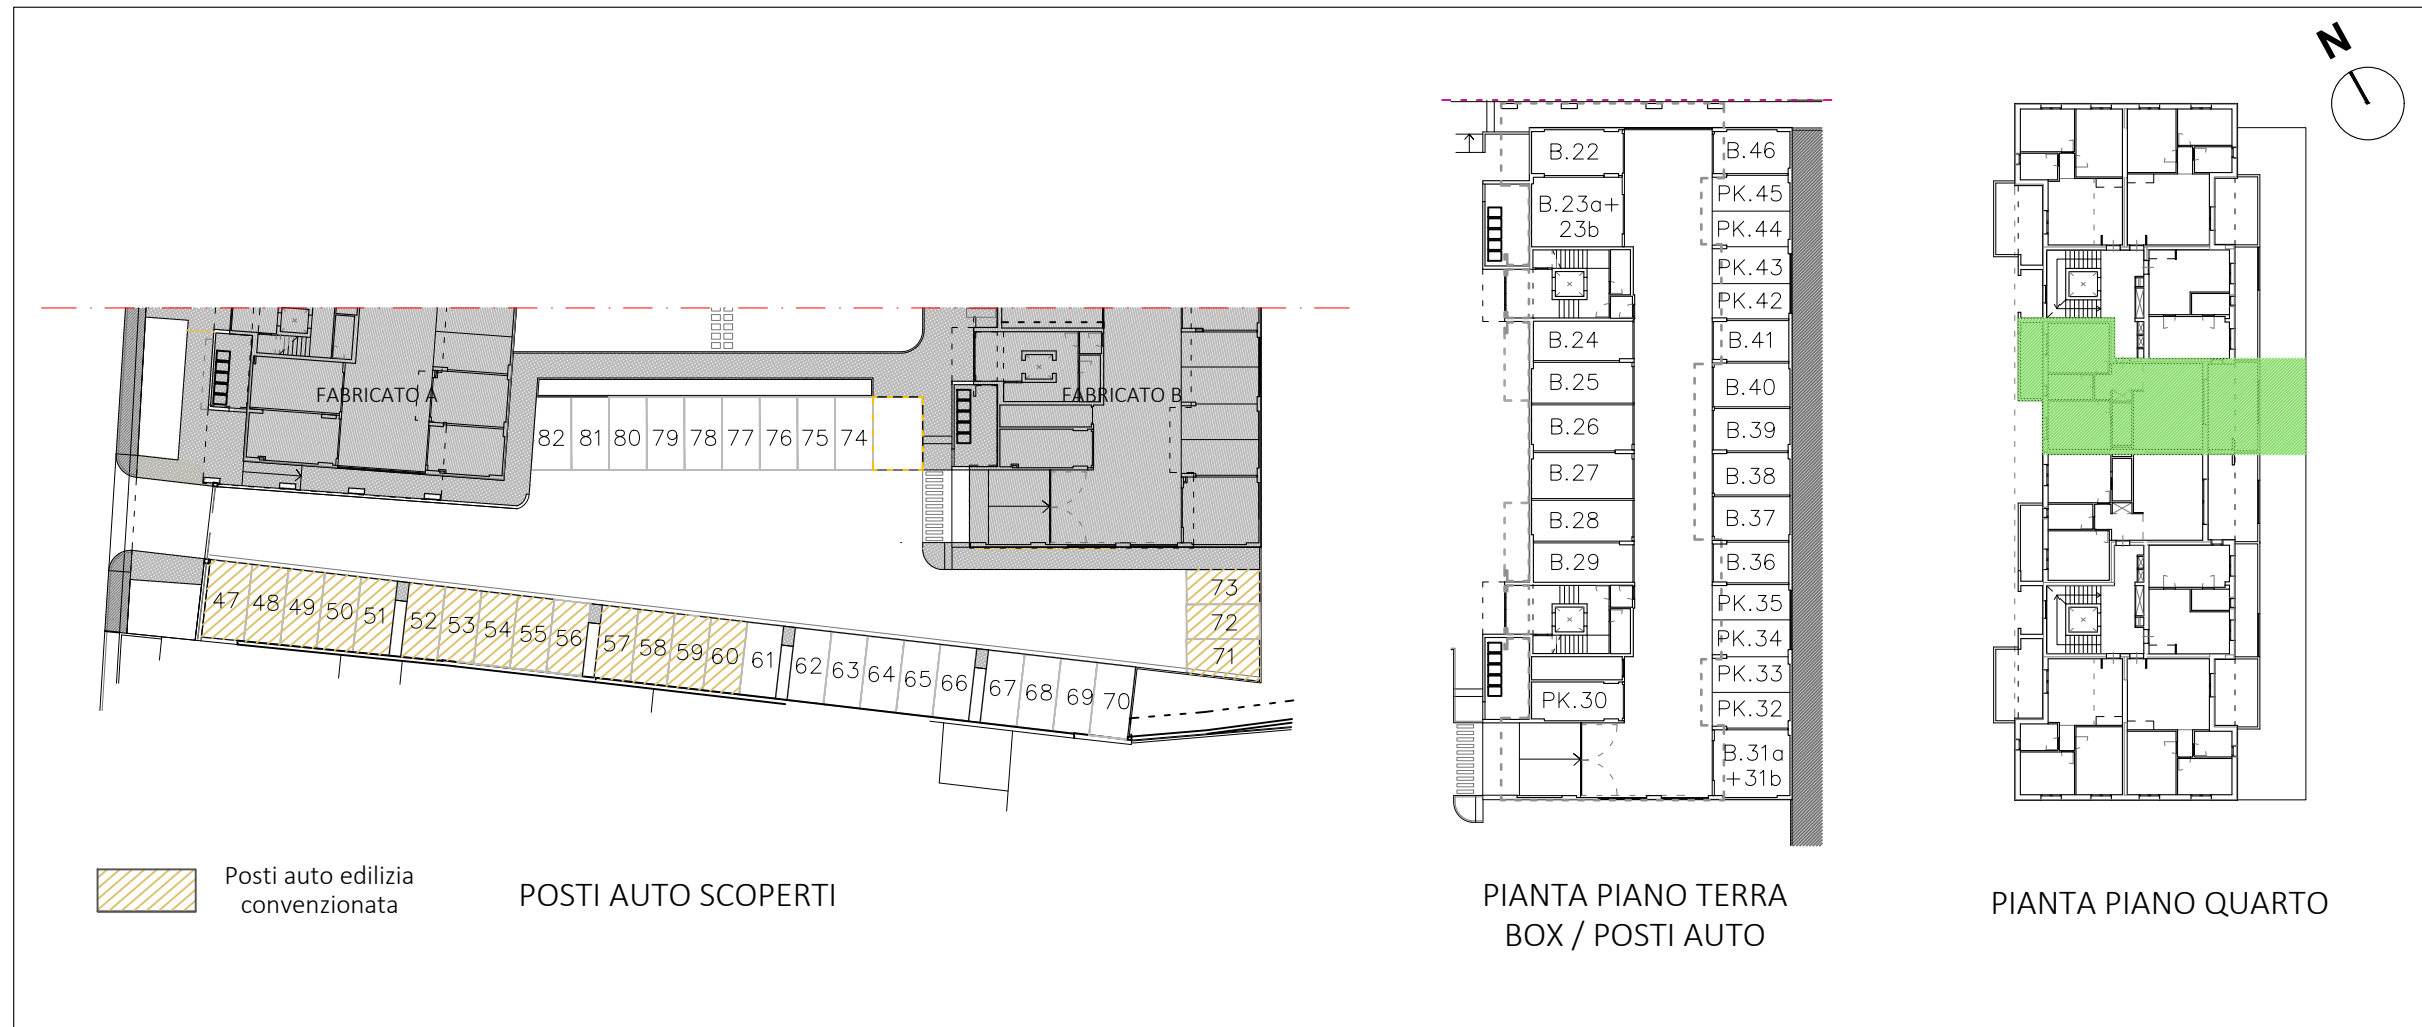 N
FABRICATO A
FABRICATO B
82 81 80 79 78 77 76 75 74
47 48 49 50 51 52 53 54 55 56 57 58 59 60 61 62 63 64 65 66 67 68 69 70
73
72
71
Posti auto edilizia
convenzionata
POSTI AUTO SCOPERTI
B.22
B.23a+
23b
B.24
B.25
B.26
B.27
B.28
B.29
PK.30
B.46
PK.45
PK.44
PK.43
PK.42
B.41
B.40
B.39
B.38
B.37
B.36
PK.35
PK.34
PK.33
PK.32
B.31a
+31b
PIANTA PIANO TERRA
BOX / POSTI AUTO
PIANTA PIANO QUARTO